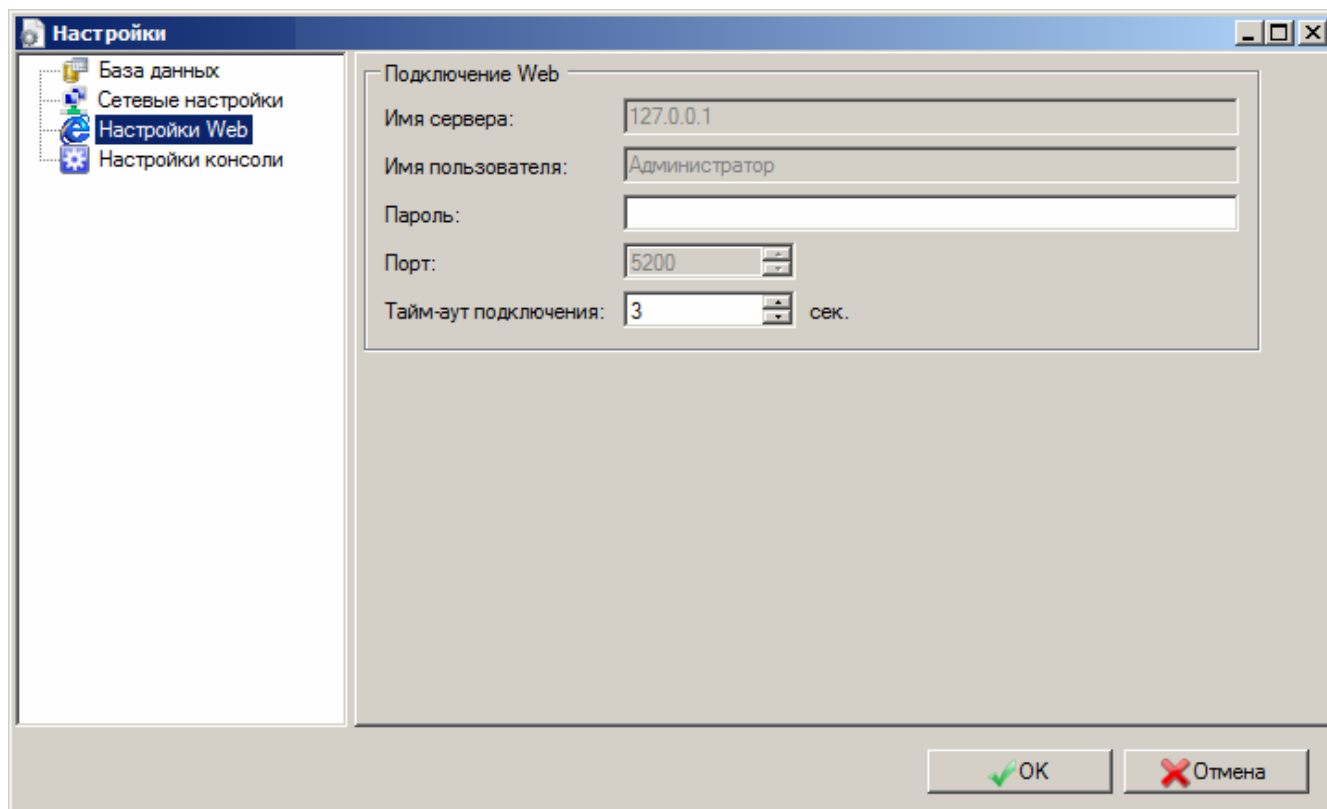 Настройки
База данных
Сетевые настройки
Настройки Web
Настройки консоли
Подключение Web
Имя сервера: 127.0.0.1
Имя пользователя: Администратор
Пароль:
Порт: 5200
Тайм-аут подключения: 3 сек.
OK Отмена